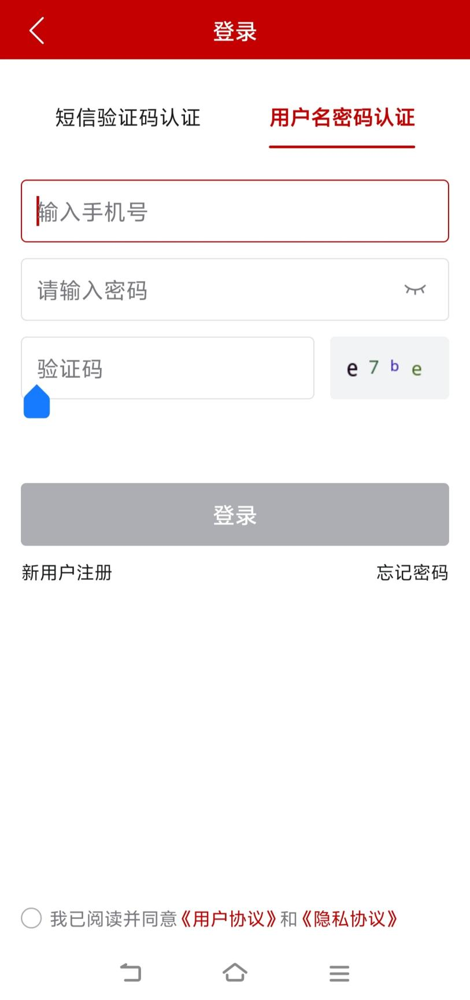 登录
短信验证码认证 用户名密码认证
输入手机号
请输入密码
验证码 e7be
登录
新用户注册 忘记密码
我已阅读并同意《用户协议》和《隐私协议》